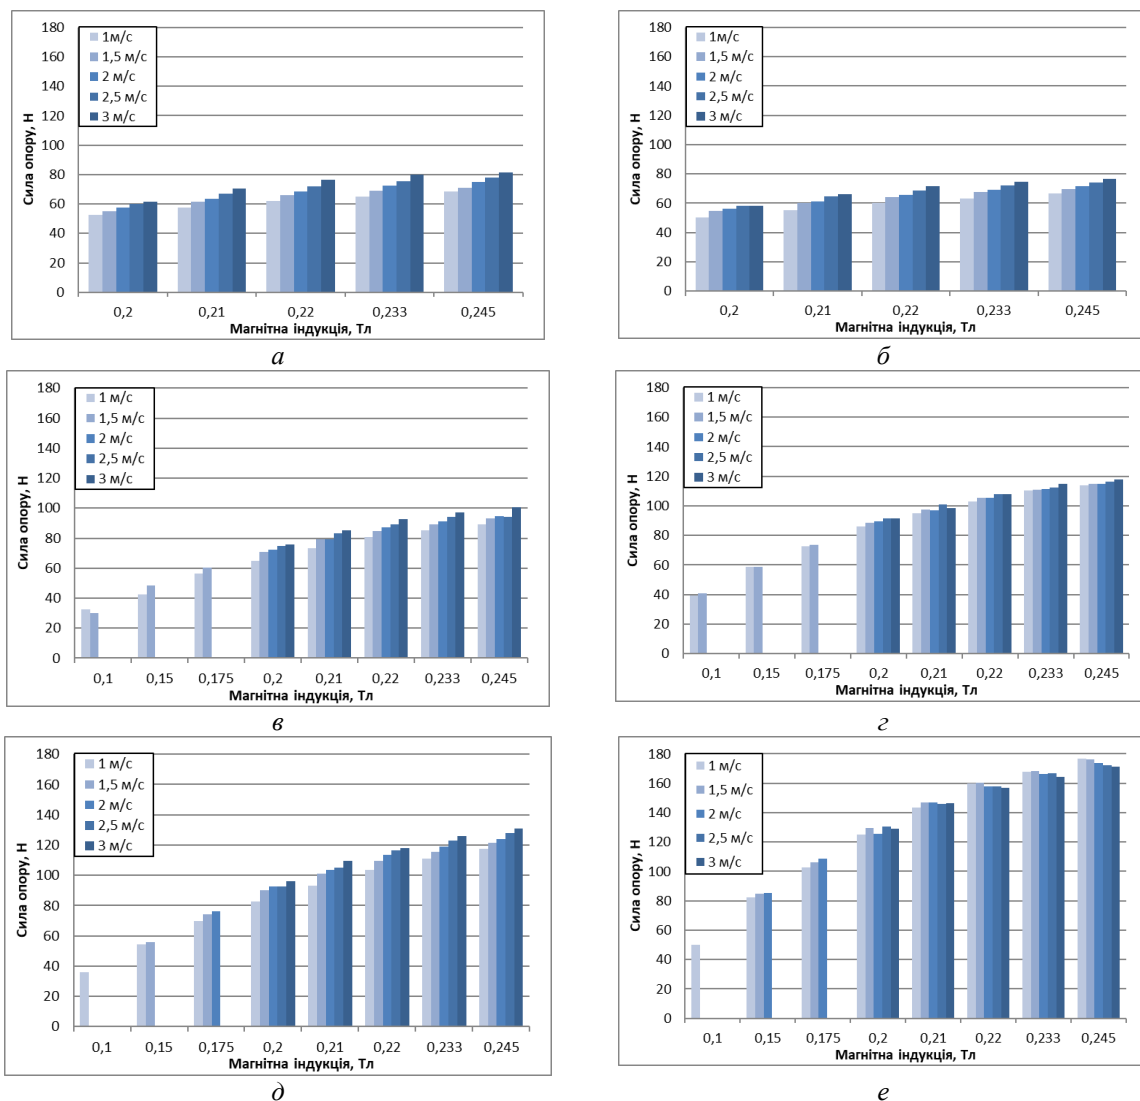 180
160
140
120
100
80
60
40
20
0
Сила опору, Н
1м/с
1,5 м/с
2 м/с
2,5 м/с
3 м/с
0,2 0,21 0,22 0,233 0,245
Магнітна індукція, Тл
а
180
160
140
120
100
80
60
40
20
0
Сила опору, Н
1м/с
1,5 м/с
2 м/с
2,5 м/с
3 м/с
0,2 0,21 0,22 0,233 0,245
Магнітна індукція, Тл
б
180
160
140
120
100
80
60
40
20
0
Сила опору, Н
1 м/с
1,5 м/с
2 м/с
2,5 м/с
3 м/с
0,1 0,15 0,175 0,2 0,21 0,22 0,233 0,245
Магнітна індукція, Тл
в
180
160
140
120
100
80
60
40
20
0
Сила опору, Н
1 м/с
1,5 м/с
2 м/с
2,5 м/с
3 м/с
0,1 0,15 0,175 0,2 0,21 0,22 0,233 0,245
Магнітна індукція, Тл
г
180
160
140
120
100
80
60
40
20
0
Сила опору, Н
1 м/с
1,5 м/с
2 м/с
2,5 м/с
3 м/с
0,1 0,15 0,175 0,2 0,21 0,22 0,233 0,245
Магнітна індукція, Тл
д
180
160
140
120
100
80
60
40
20
0
Сила опору, Н
1 м/с
1,5 м/с
2 м/с
2,5 м/с
3 м/с
0,1 0,15 0,175 0,2 0,21 0,22 0,233 0,245
Магнітна індукція, Тл
е